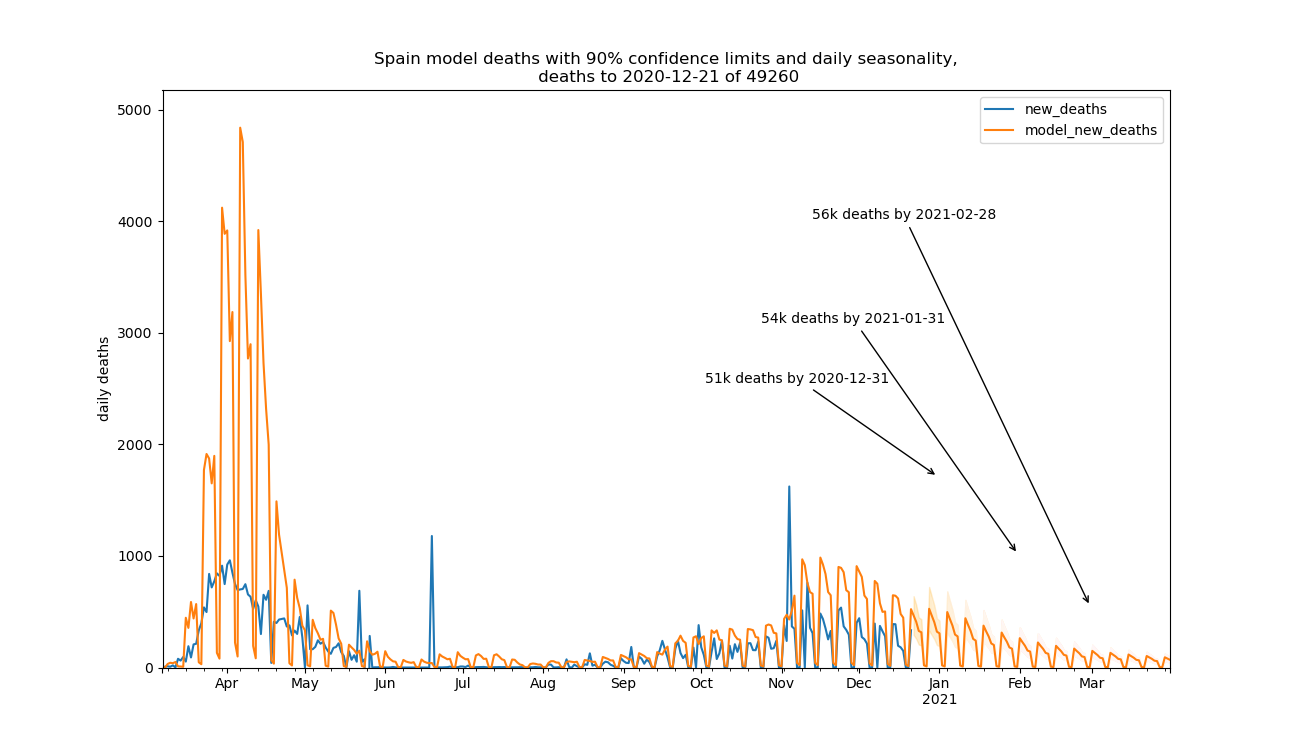 Spain model deaths with 90% confidence limits and daily seasonality,
deaths to 2020-12-21 of 49260
new_deaths
model_new_deaths
daily deaths
5000
4000
3000
2000
1000
0
56k deaths by 2021-02-28
54k deaths by 2021-01-31
51k deaths by 2020-12-31
Apr May Jun Jul Aug Sep Oct Nov Dec Jan Feb Mar
2021